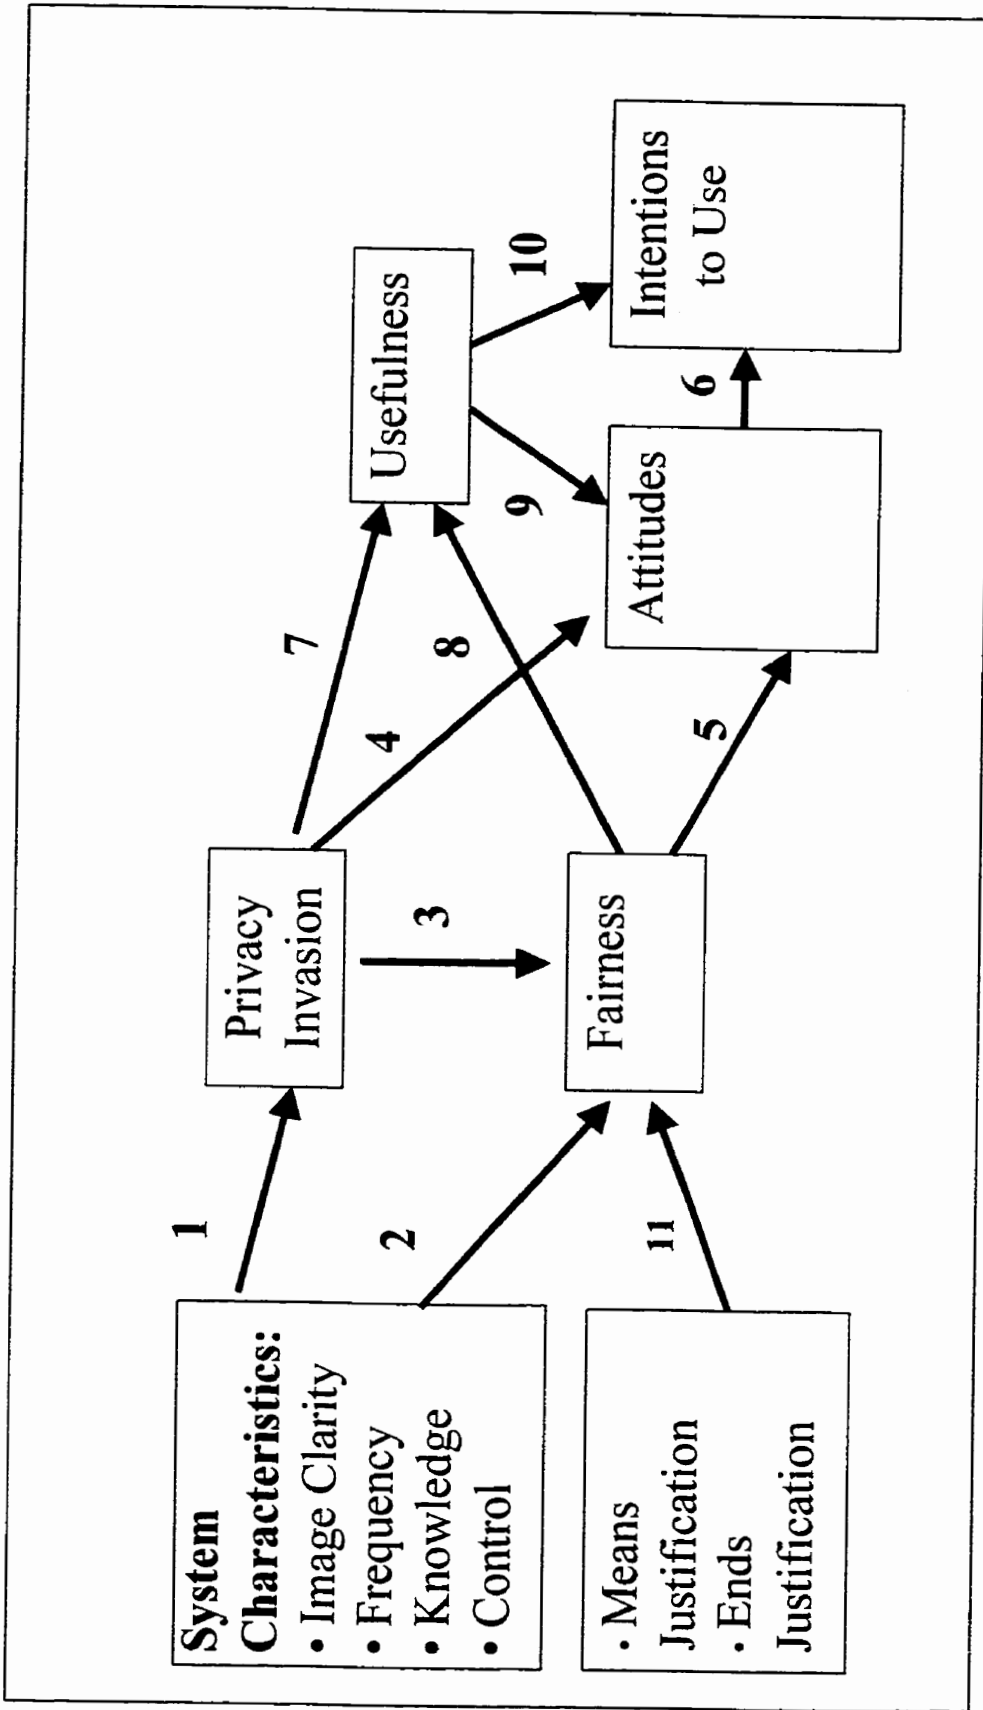 System
Characteristics:
• Image Clarity
• Frequency
• Knowledge
• Control
• Means
Justification
• Ends
Justification
1
2
11
Privacy
Invasion
3
Fairness
7
4
8
5
Usefulness
9
10
Attitudes
6
Intentions
to Use